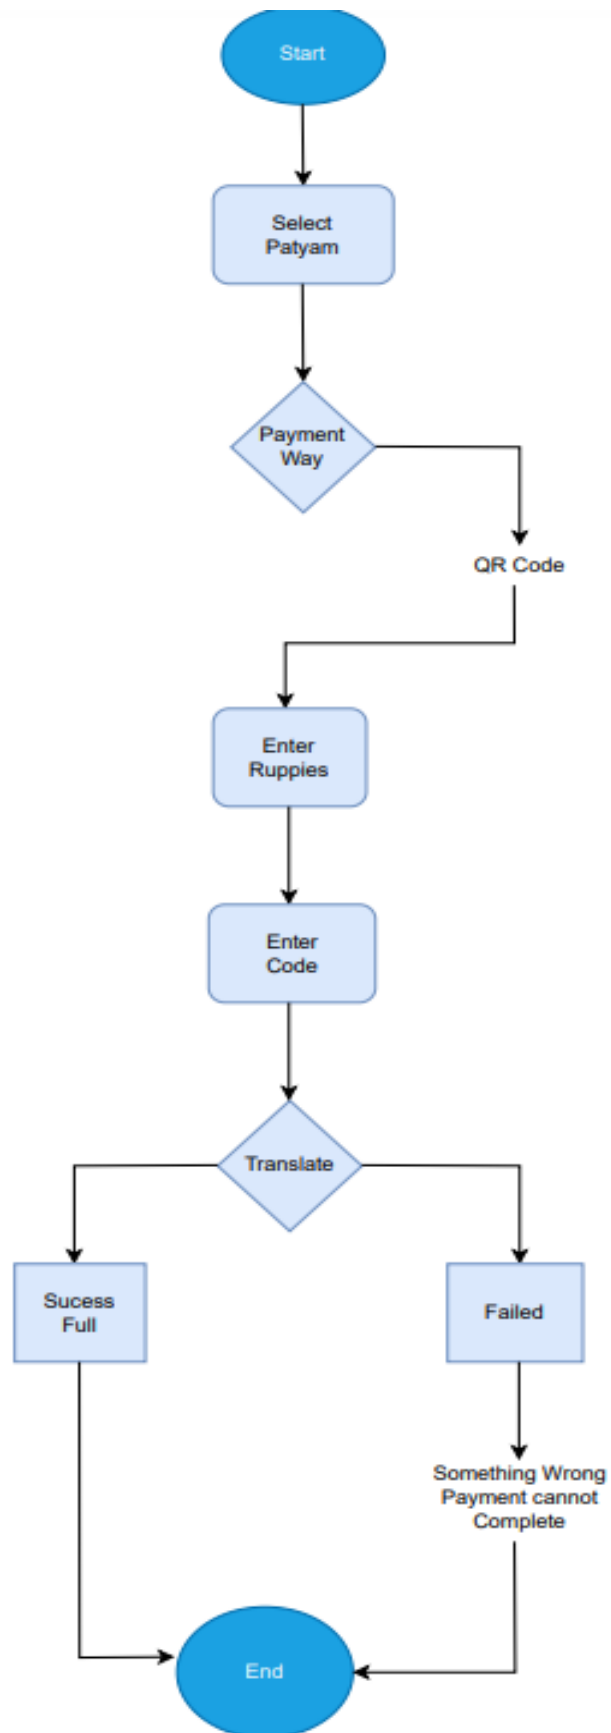 Start
Select
Patyam
Payment
Way
QR Code
Enter
Ruppies
Enter
Code
Translate
Sucess
Full
Failed
Something Wrong
Payment cannot
Complete
End